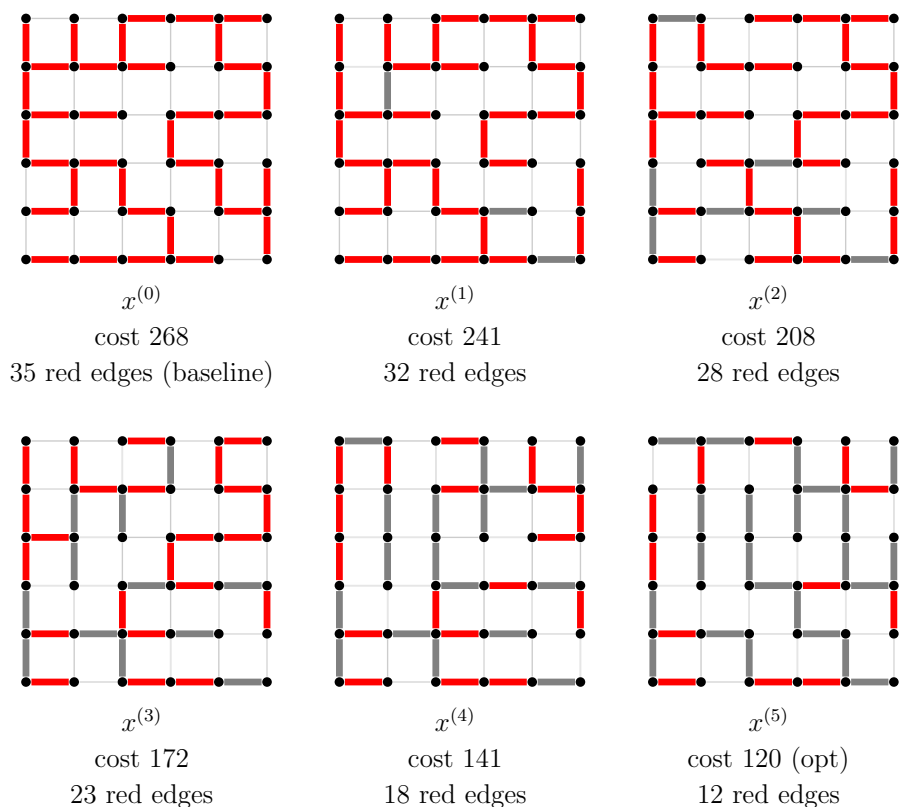 x^{(0)} x^{(1)} x^{(2)}
cost 268 cost 241 cost 208
35 red edges (baseline) 32 red edges 28 red edges
x^{(3)} x^{(4)} x^{(5)}
cost 172 cost 141 cost 120 (opt)
23 red edges 18 red edges 12 red edges